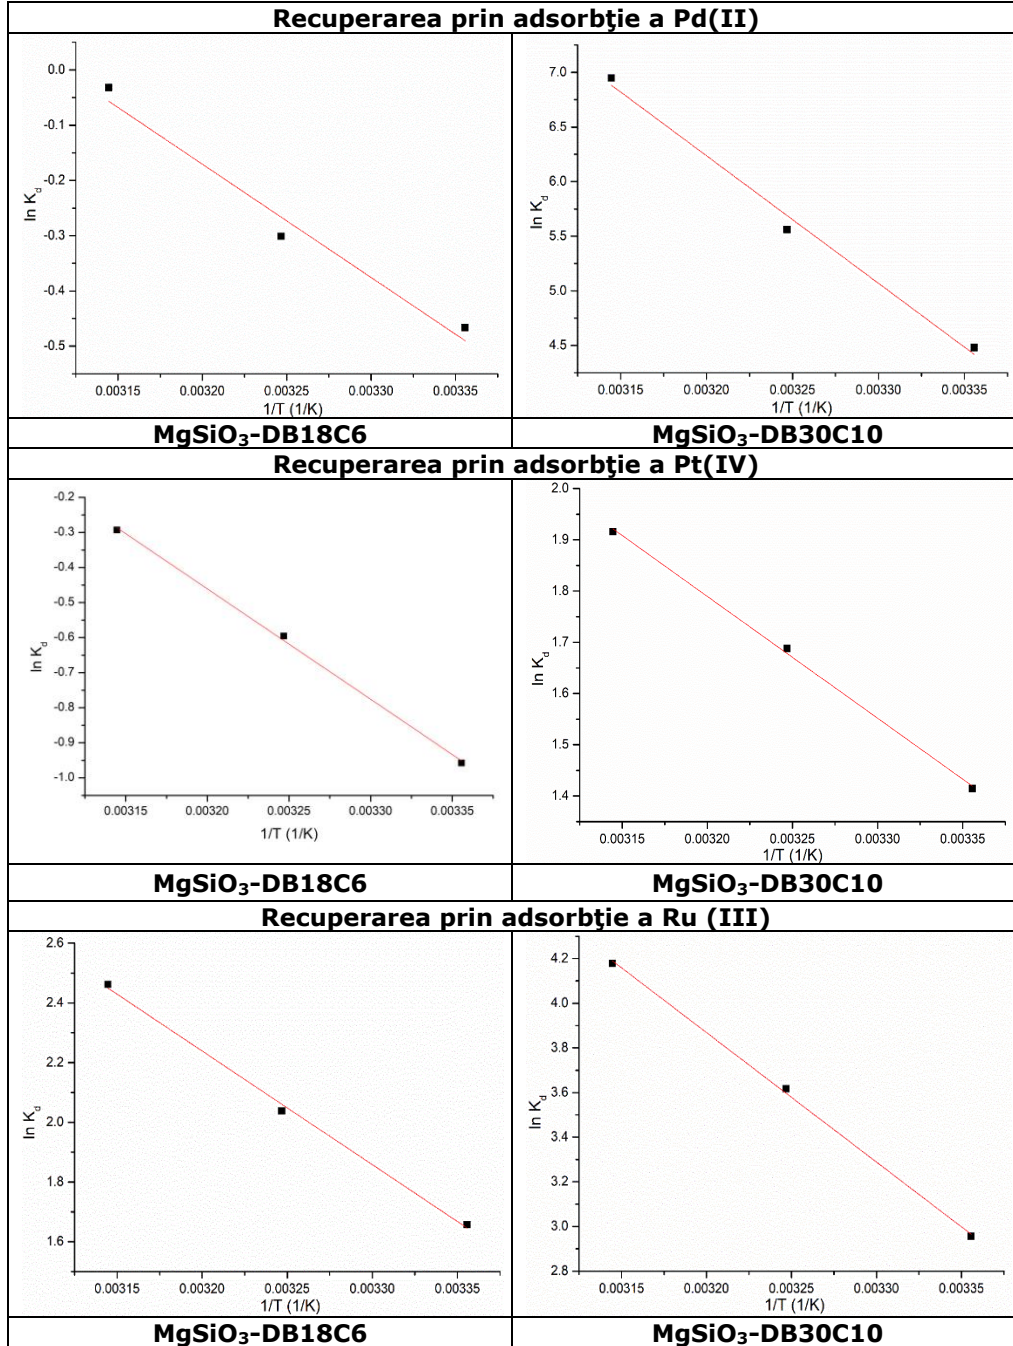 Recuperarea prin adsorbţie a Pd(II)
0.0
-0.1
-0.2
-0.3
-0.4
-0.5
ln K_d
0.00315 0.00320 0.00325 0.00330 0.00335
1/T (1/K)
7.0
6.5
6.0
5.5
5.0
4.5
ln K_d
0.00315 0.00320 0.00325 0.00330 0.00335
1/T (1/K)
MgSiO₃-DB18C6 MgSiO₃-DB30C10
Recuperarea prin adsorbţie a Pt(IV)
-0.2
-0.3
-0.4
-0.5
-0.6
-0.7
-0.8
-0.9
-1.0
ln K_d
0.00315 0.00320 0.00325 0.00330 0.00335
1/T (1/K)
2.0
1.9
1.8
1.7
1.6
1.5
1.4
ln K_d
0.00315 0.00320 0.00325 0.00330 0.00335
1/T (1/K)
MgSiO₃-DB18C6 MgSiO₃-DB30C10
Recuperarea prin adsorbţie a Ru (III)
2.6
2.4
2.2
2.0
1.8
1.6
ln K_d
0.00315 0.00320 0.00325 0.00330 0.00335
1/T (1/K)
4.2
4.0
3.8
3.6
3.4
3.2
3.0
2.8
ln K_d
0.00315 0.00320 0.00325 0.00330 0.00335
1/T (1/K)
MgSiO₃-DB18C6 MgSiO₃-DB30C10